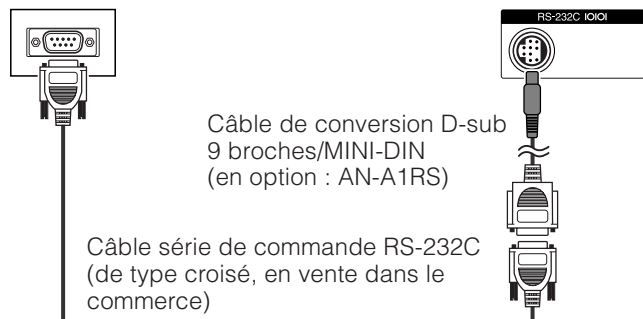 RS-232C IOIOI
Câble de conversion D-sub
9 broches/MINI-DIN
(en option : AN-A1RS)
Câble série de commande RS-232C
(de type croisé, en vente dans le
commerce)